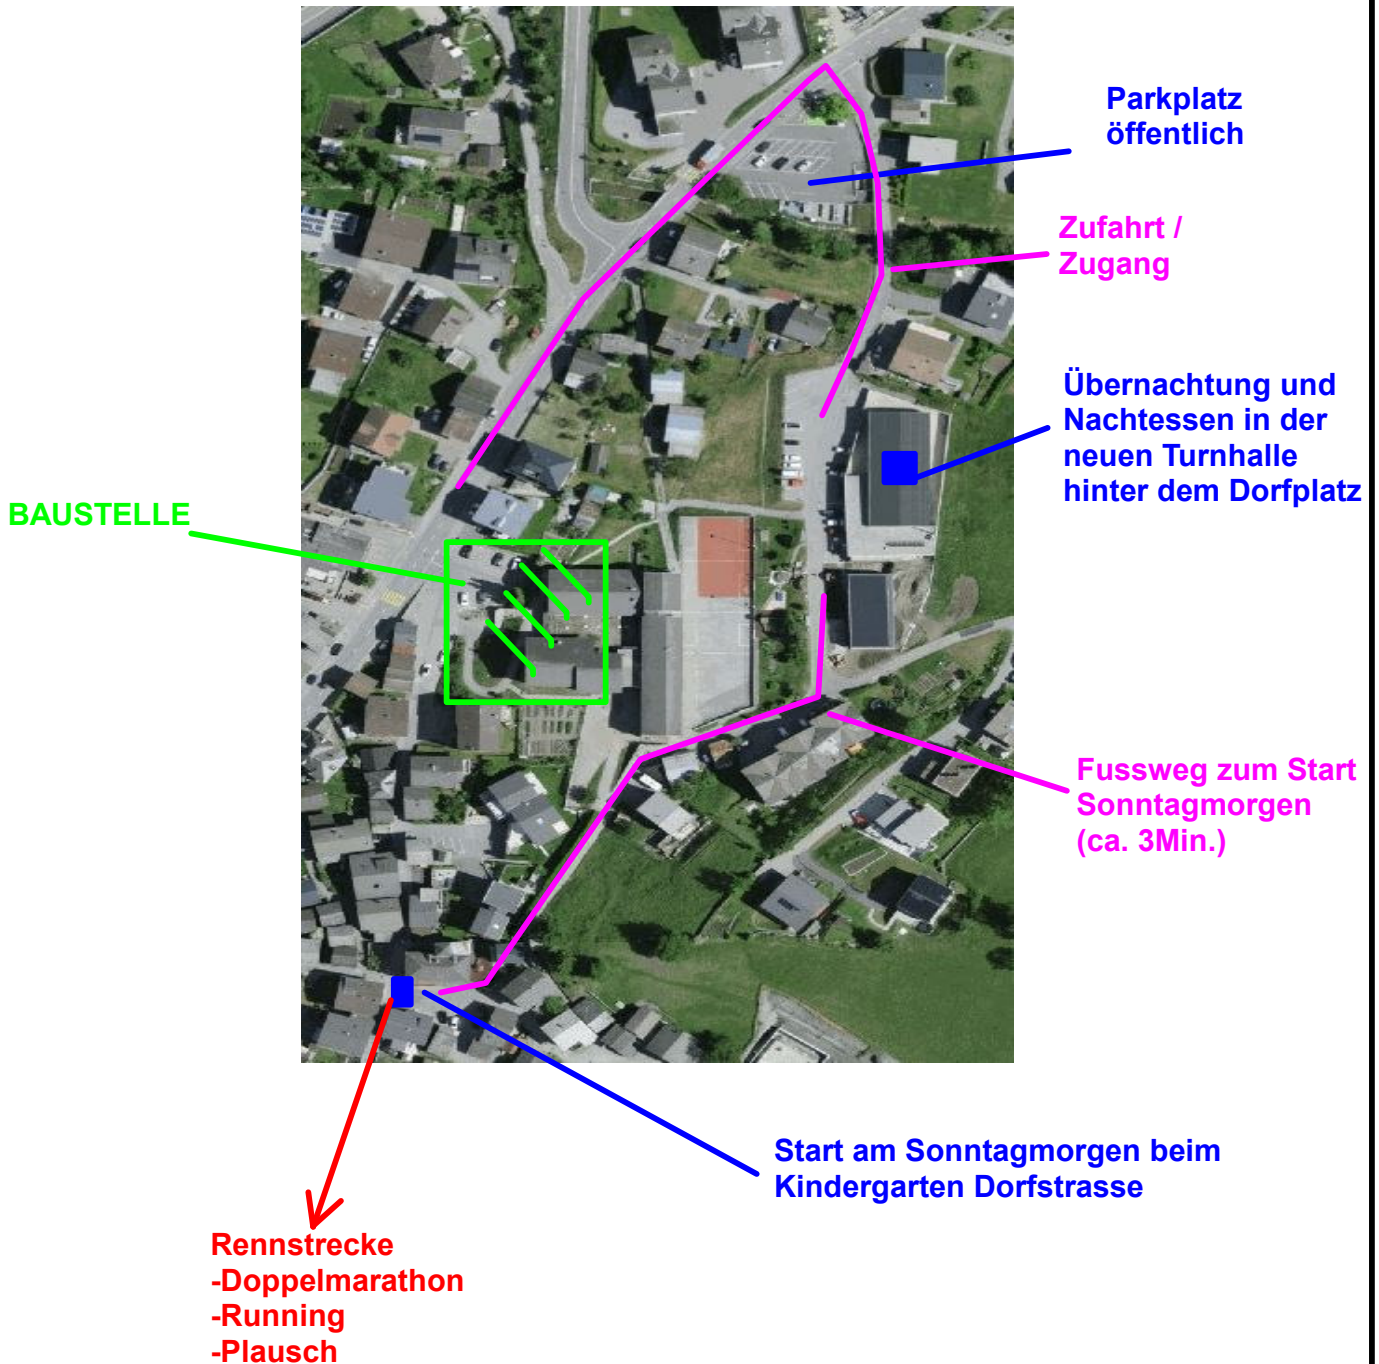 Parkplatz
öffentlich
Zufahrt /
Zugang
Übernachtung und
Nachtessen in der
neuen Turnhalle
hinter dem Dorfplatz
BAUSTELLE
Fussweg zum Start
Sonntagmorgen
(ca. 3Min.)
Start am Sonntagmorgen beim
Kindergarten Dorfstrasse
Rennstrecke
-Doppelmarathon
-Running
-Plausch